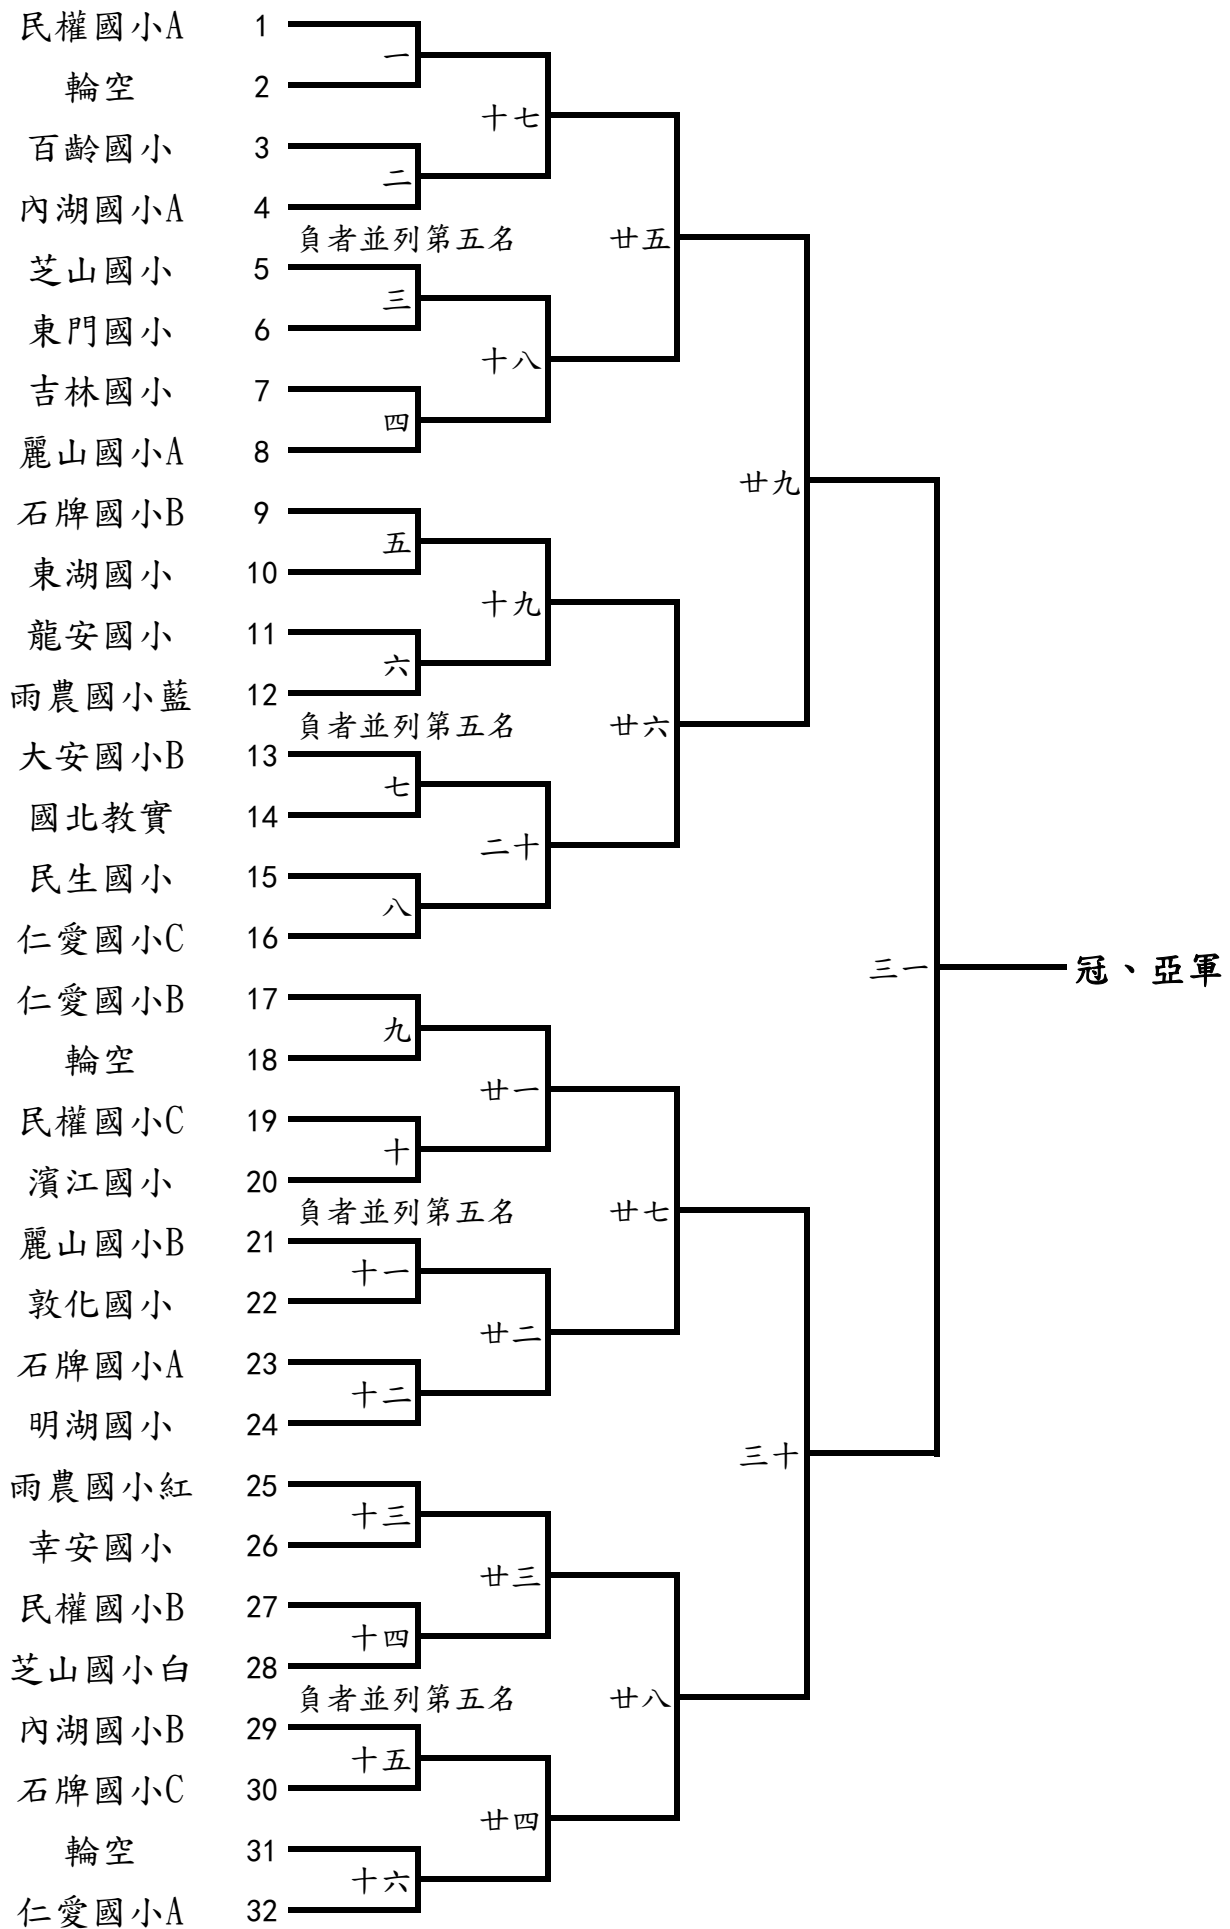 民權國小A 1
一
輪空 2
十七
百齡國小 3
二
內湖國小A 4
負者並列第五名 廿五
芝山國小 5
三
東門國小 6
十八
吉林國小 7
四
麗山國小A 8
廿九
石牌國小B 9
五
東湖國小 10
十九
龍安國小 11
六
雨農國小藍 12
負者並列第五名 廿六
大安國小B 13
七
國北教實 14
二十
民生國小 15
八
仁愛國小C 16
三一 冠、亞軍
仁愛國小B 17
九
輪空 18
廿一
民權國小C 19
十
濱江國小 20
負者並列第五名 廿七
麗山國小B 21
十一
敦化國小 22
廿二
石牌國小A 23
十二
明湖國小 24
三十
雨農國小紅 25
十三
幸安國小 26
廿三
民權國小B 27
十四
芝山國小白 28
負者並列第五名 廿八
內湖國小B 29
十五
石牌國小C 30
廿四
輪空 31
十六
仁愛國小A 32